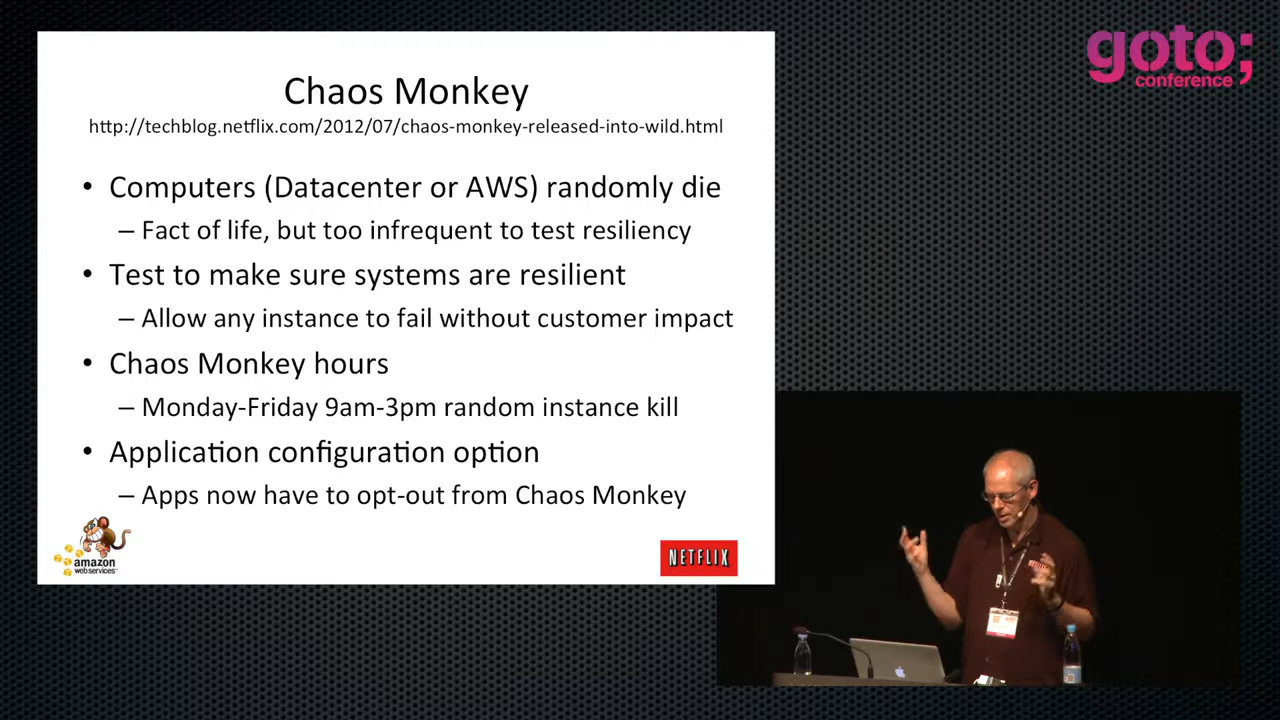 goto;
conference
Chaos Monkey
http://techblog.netflix.com/2012/07/chaos-monkey-released-into-wild.html
• Computers (Datacenter or AWS) randomly die
– Fact of life, but too infrequent to test resiliency
• Test to make sure systems are resilient
– Allow any instance to fail without customer impact
• Chaos Monkey hours
– Monday-Friday 9am-3pm random instance kill
• Application configuration option
– Apps now have to opt-out from Chaos Monkey
amazon
webservices™
NETFLIX